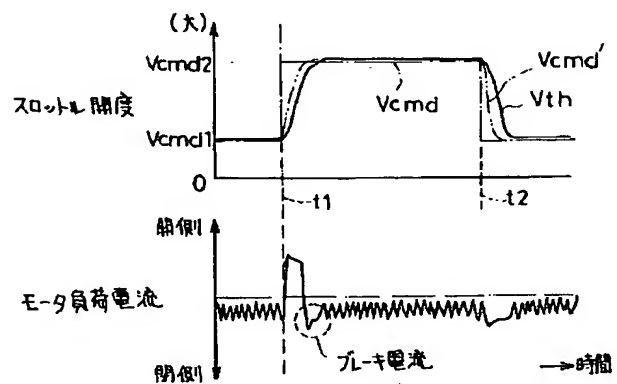 (大)
Vcmd2
Vcmd'
Vcmd
Vth
スロットル開度
Vcmd1
0
t1
t2
開側
モータ負荷電流
ブレーキ電流
閉側
時間